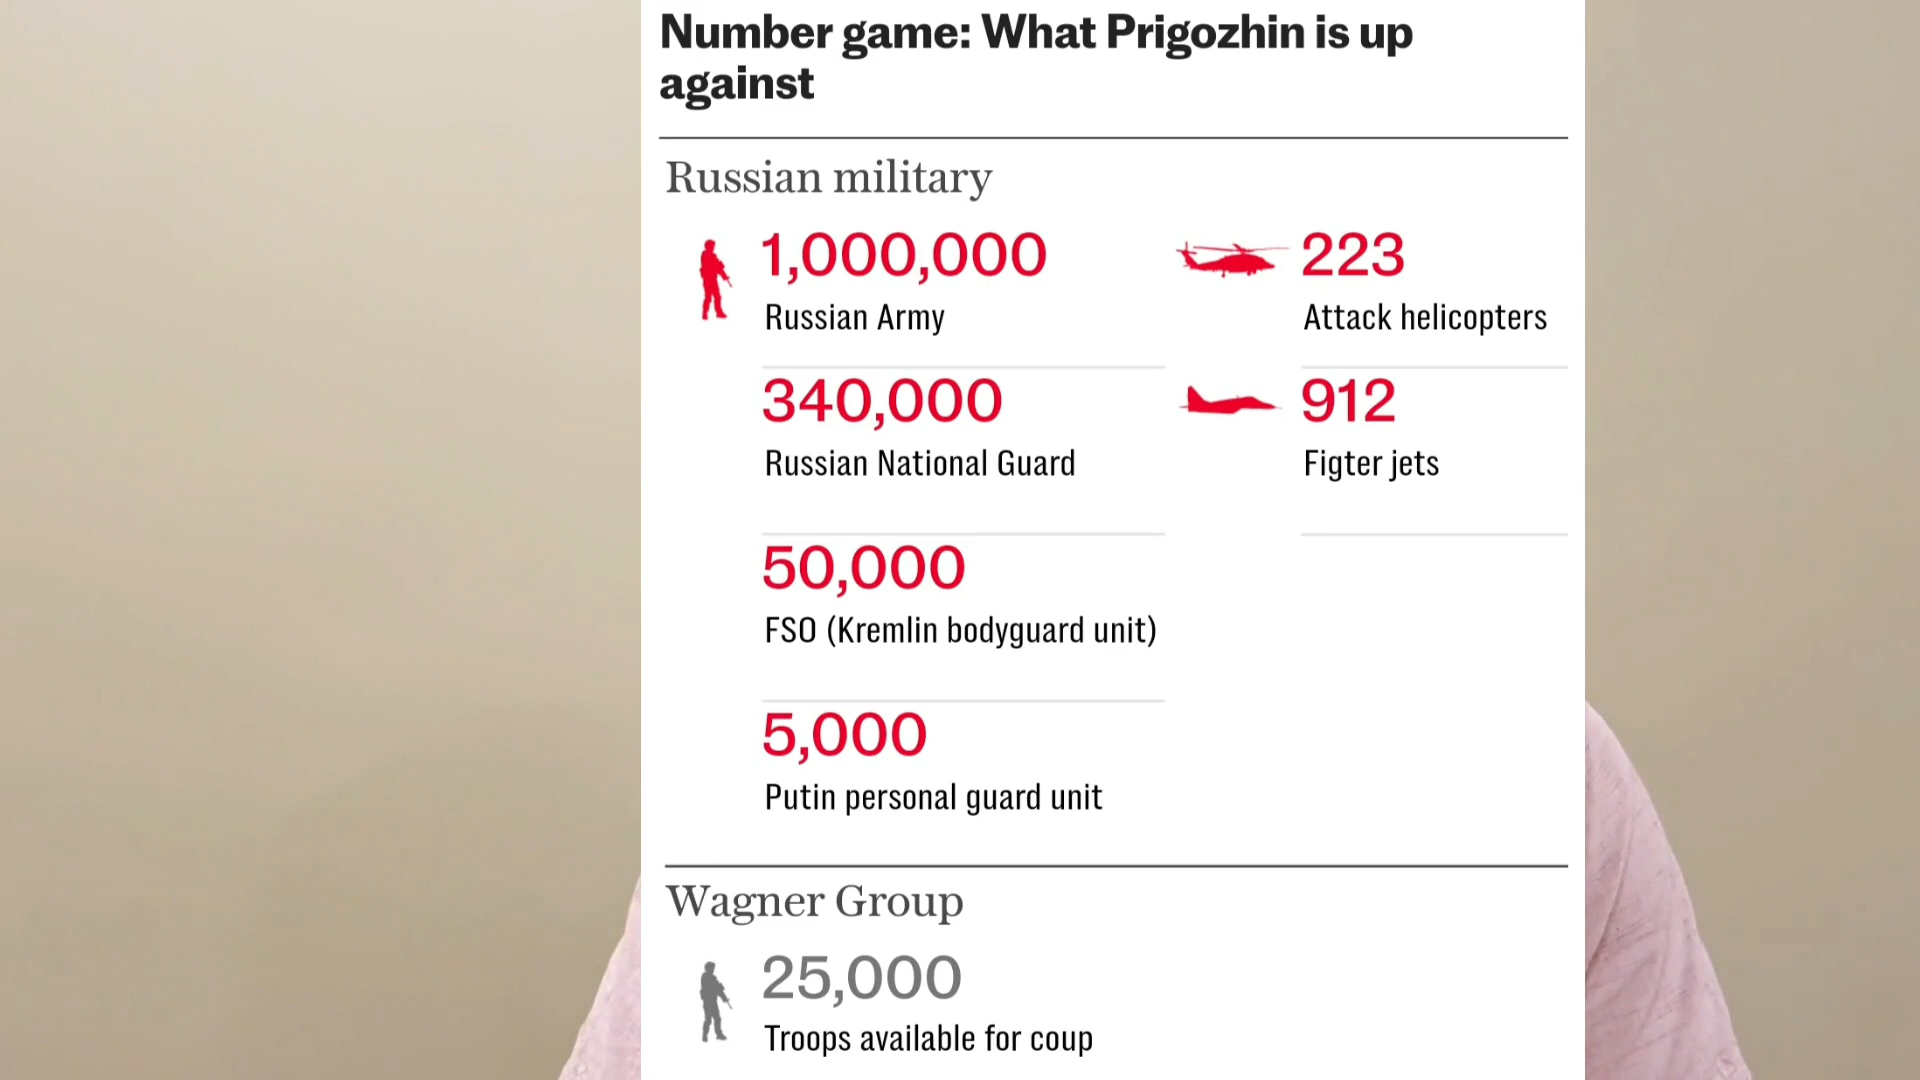 Number game: What Prigozhin is up
against
Russian military
1,000,000
Russian Army
223
Attack helicopters
340,000
Russian National Guard
912
Figter jets
50,000
FSO (Kremlin bodyguard unit)
5,000
Putin personal guard unit
Wagner Group
25,000
Troops available for coup